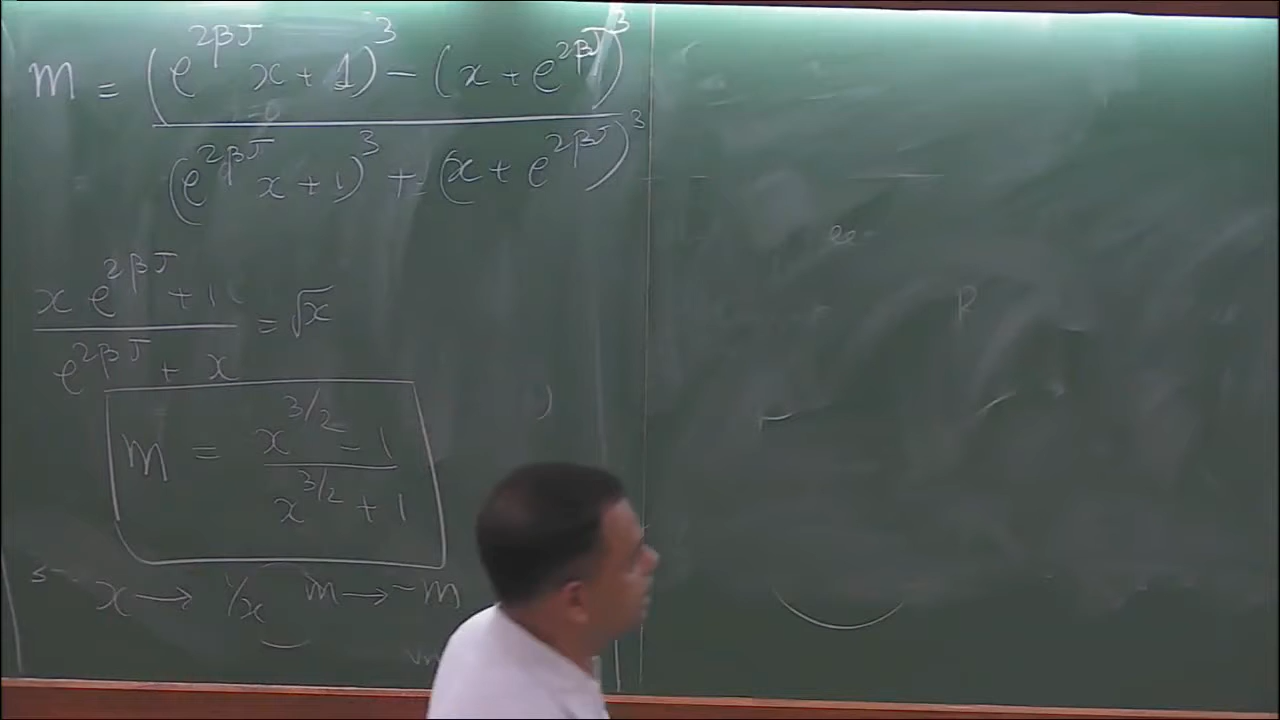 m = ((e^{2βJ} x + 1)^3 - (x + e^{2βJ})^3) / ((e^{2βJ} x + 1)^3 + (x + e^{2βJ})^3)
(x e^{2βJ} + 1) / (e^{2βJ} + x) = √x
m = (x^{3/2} - 1) / (x^{3/2} + 1)
x → 1/x m → -m